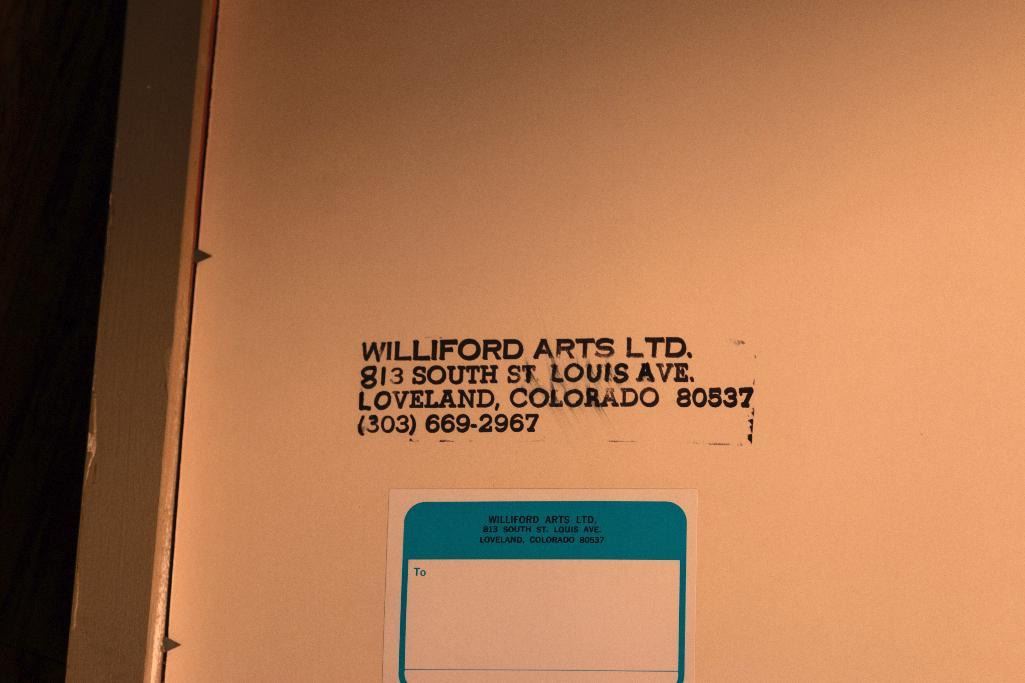 WILLIFORD ARTS LTD.
813 SOUTH ST. LOUIS AVE.
LOVELAND, COLORADO 80537
(303) 669-2967
WILLIFORD ARTS LTD,
813 SOUTH ST. LOUIS AVE.
LOVELAND, COLORADO 80537
To